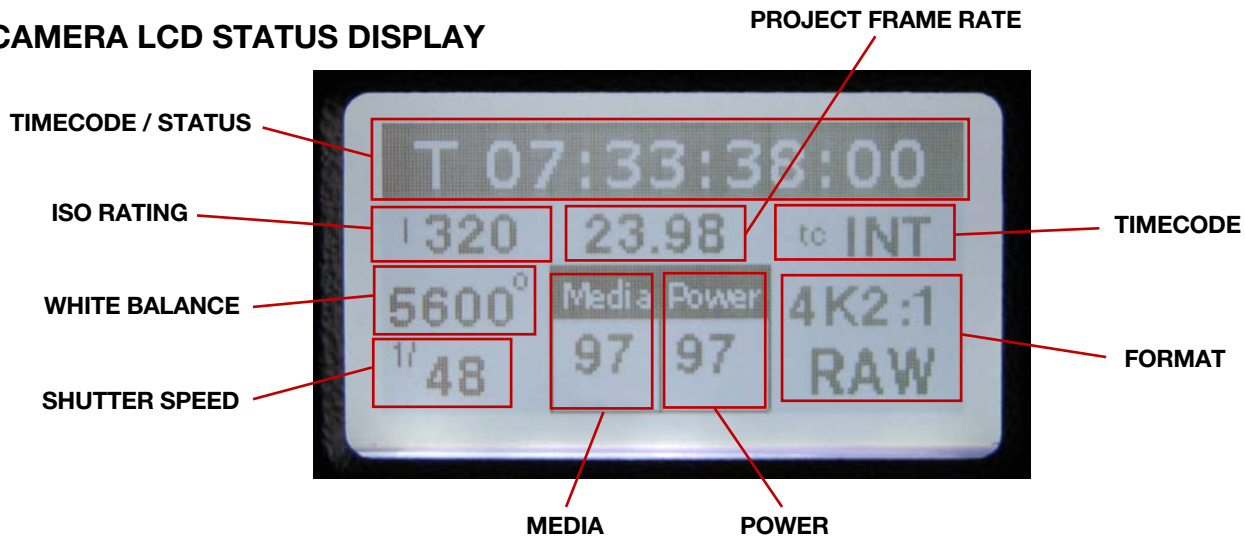 CAMERA LCD STATUS DISPLAY
PROJECT FRAME RATE
TIMECODE / STATUS
T 07:33:38:00
ISO RATING
I 320
23.98
tc INT
TIMECODE
WHITE BALANCE
5600°
Media Power
4K2:1
97 97
RAW
FORMAT
SHUTTER SPEED
1/ 48
MEDIA
POWER